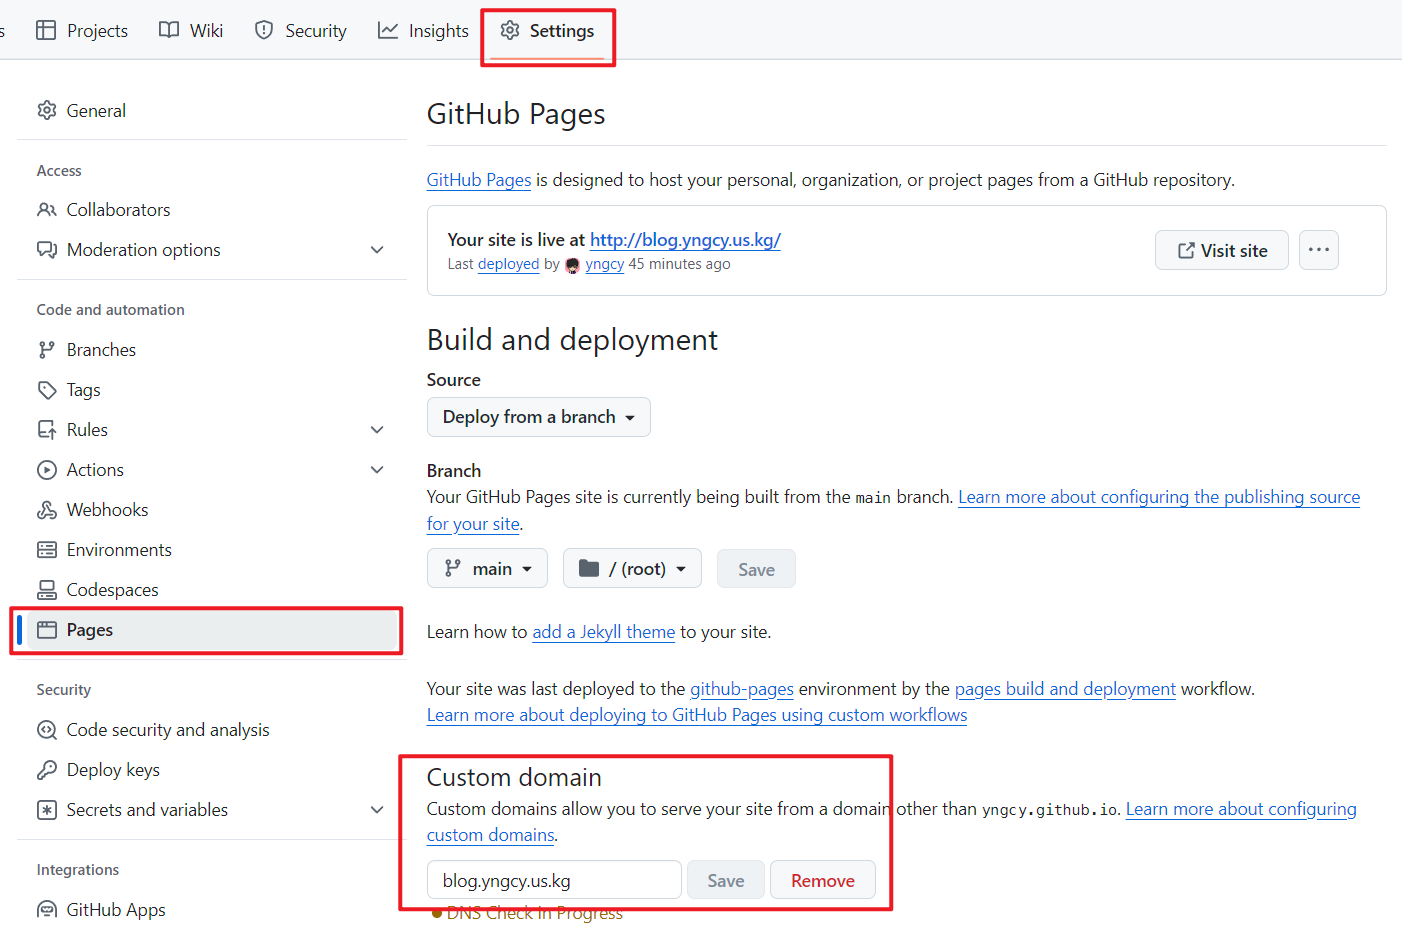 s Projects Wiki Security Insights Settings
General
Access
Collaborators
Moderation options
Code and automation
Branches
Tags
Rules
Actions
Webhooks
Environments
Codespaces
Pages
Security
Code security and analysis
Deploy keys
Secrets and variables
Integrations
GitHub Apps
GitHub Pages
GitHub Pages is designed to host your personal, organization, or project pages from a GitHub repository.
Your site is live at http://blog.yngcy.us.kg/
Last deployed by yngcy 45 minutes ago
Visit site
Build and deployment
Source
Deploy from a branch
Branch
Your GitHub Pages site is currently being built from the main branch. Learn more about configuring the publishing source
for your site.
main / (root) Save
Learn how to add a Jekyll theme to your site.
Your site was last deployed to the github-pages environment by the pages build and deployment workflow.
Learn more about deploying to GitHub Pages using custom workflows
Custom domain
Custom domains allow you to serve your site from a domain other than yngcy.github.io. Learn more about configuring
custom domains.
blog.yngcy.us.kg Save Remove
DNS Check in Progress